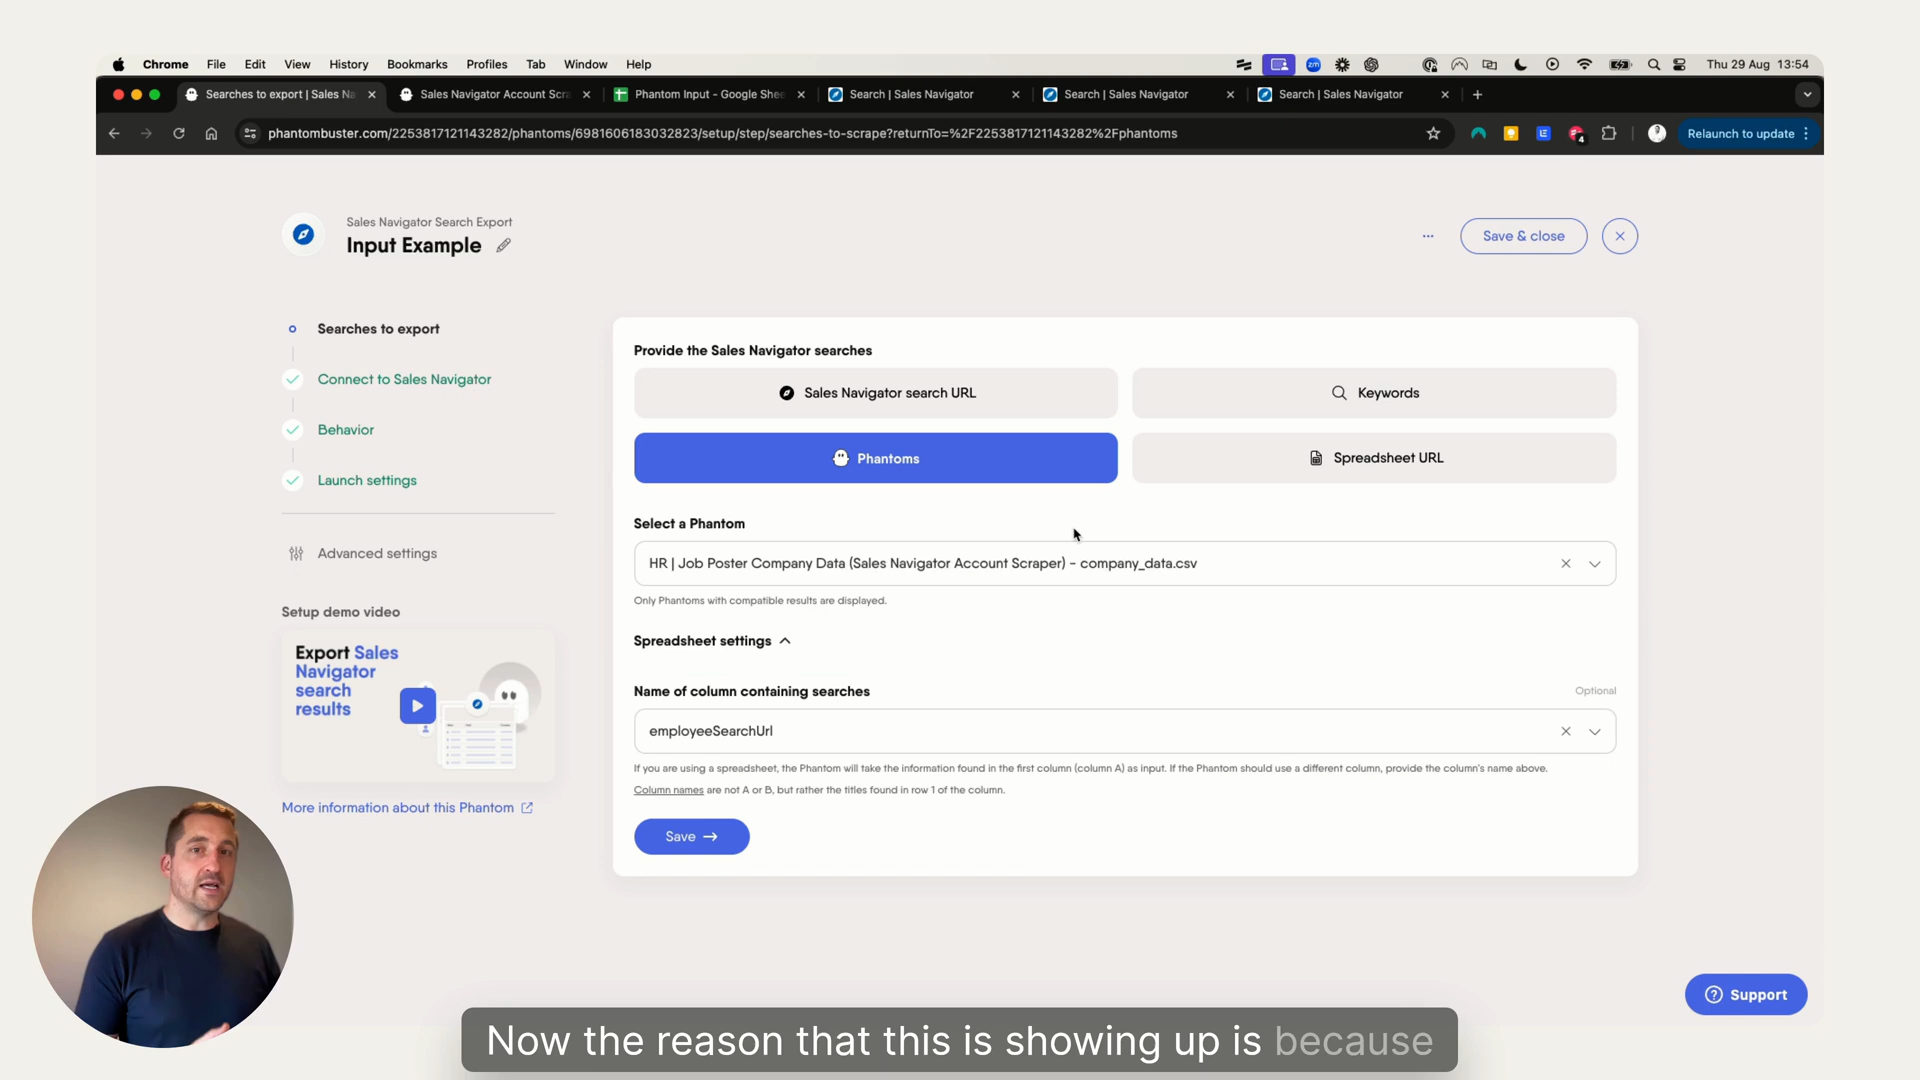 Chrome File Edit View History Bookmarks Profiles Tab Window Help
zm
Thu 29 Aug 13:54
Searches to export | Sales Na
Sales Navigator Account Scra
Phantom Input - Google Shee
Search | Sales Navigator
Search | Sales Navigator
Search | Sales Navigator
phantombuster.com/2253817121143282/phantoms/6981606183032823/setup/step/searches-to-scrape?returnTo=%2F2253817121143282%2Fphantoms
4
Relaunch to update
Sales Navigator Search Export
Input Example
Save & close
Searches to export
Connect to Sales Navigator
Behavior
Launch settings
Advanced settings
Setup demo video
Export Sales
Navigator
search
results
More information about this Phantom
Provide the Sales Navigator searches
Sales Navigator search URL
Keywords
Phantoms
Spreadsheet URL
Select a Phantom
HR | Job Poster Company Data (Sales Navigator Account Scraper) - company_data.csv
Only Phantoms with compatible results are displayed.
Spreadsheet settings
Name of column containing searches
Optional
employeeSearchUrl
If you are using a spreadsheet, the Phantom will take the information found in the first column (column A) as input. If the Phantom should use a different column, provide the column's name above.
Column names are not A or B, but rather the titles found in row 1 of the column.
Save
Support
Now the reason that this is showing up is because